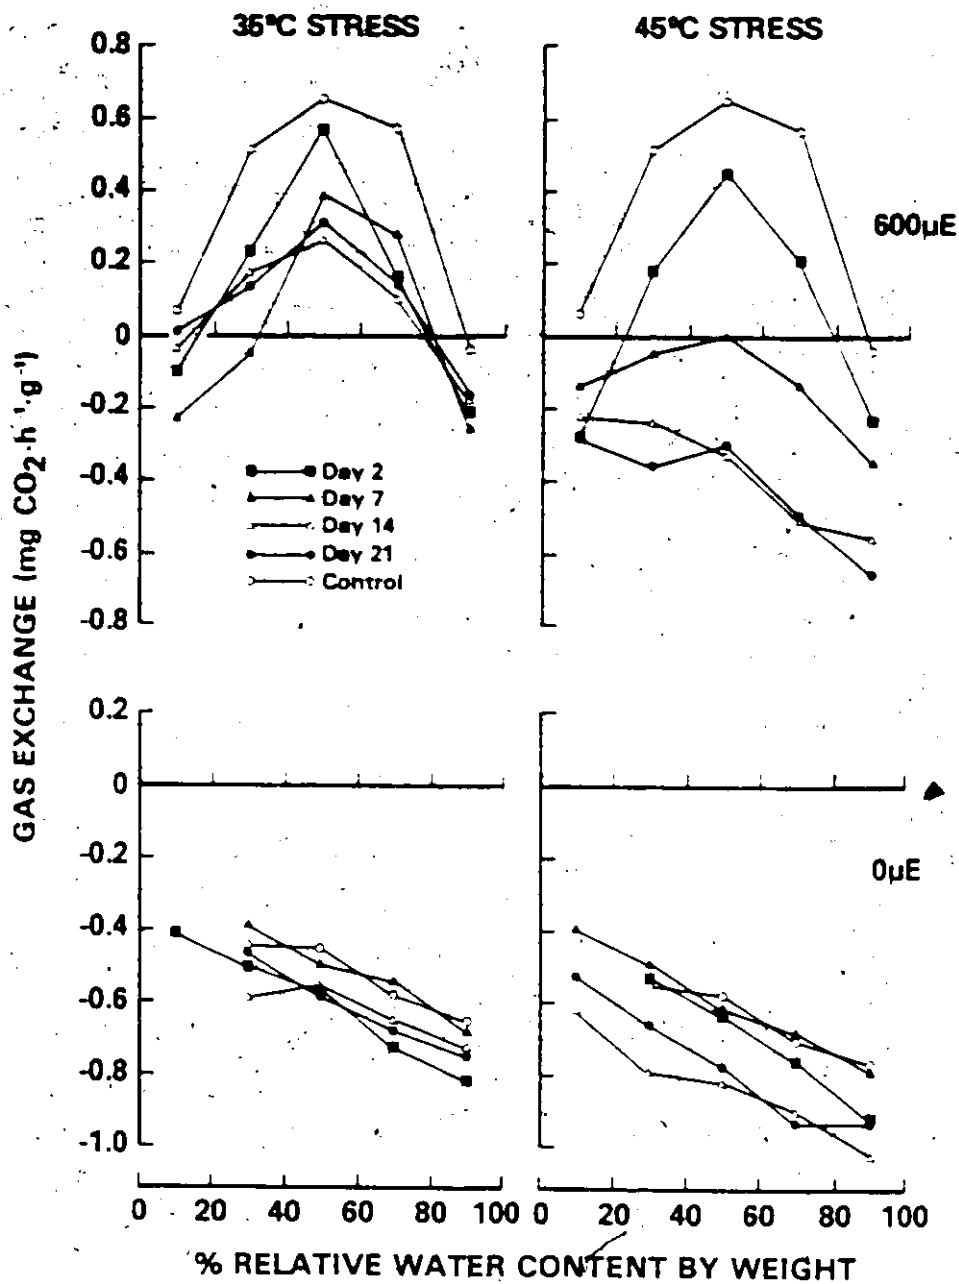 35°C STRESS
45°C STRESS
0.8
0.6
0.4
0.2
0
-0.2
-0.4
-0.6
-0.8
600µE
Day 2
Day 7
Day 14
Day 21
Control
GAS EXCHANGE (mg CO₂·h⁻¹·g⁻¹)
0.2
0
-0.2
-0.4
-0.6
-0.8
-1.0
0µE
0 20 40 60 80 100
0 20 40 60 80 100
% RELATIVE WATER CONTENT BY WEIGHT